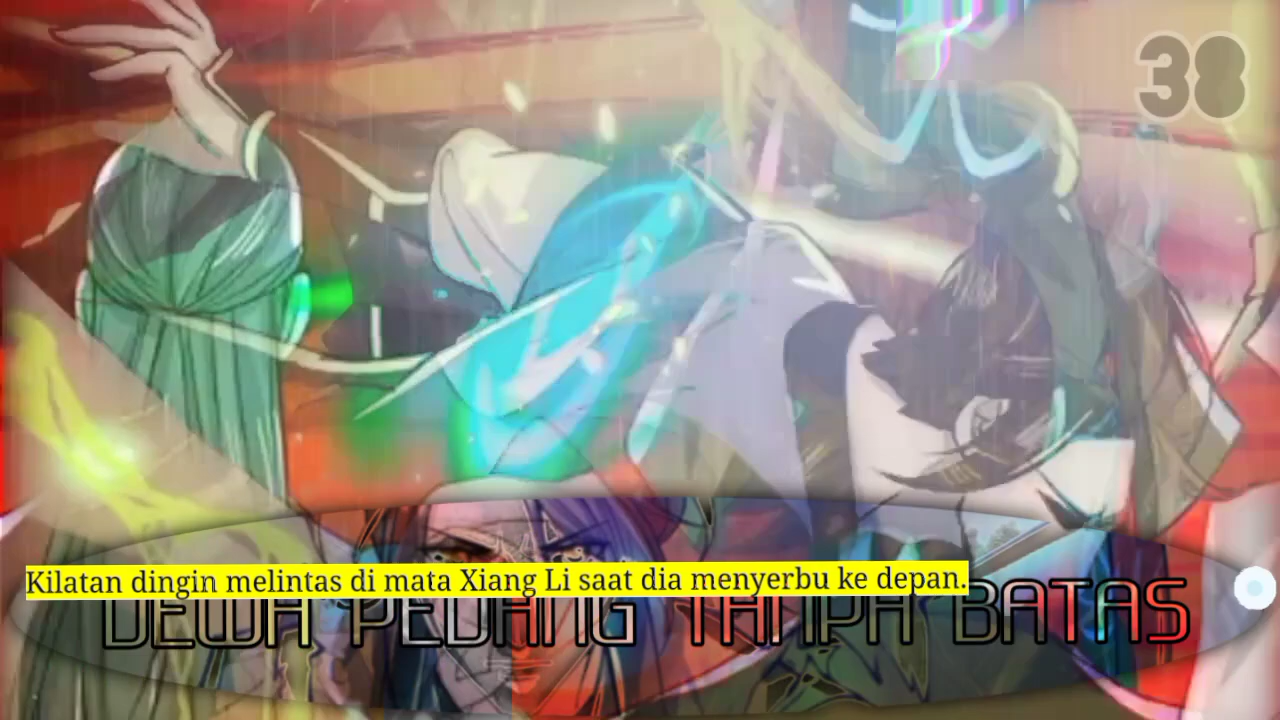 38
Kilatan dingin melintas di mata Xiang Li saat dia menyerbu ke depan.
DEWA PEDANG TANPA BATAS